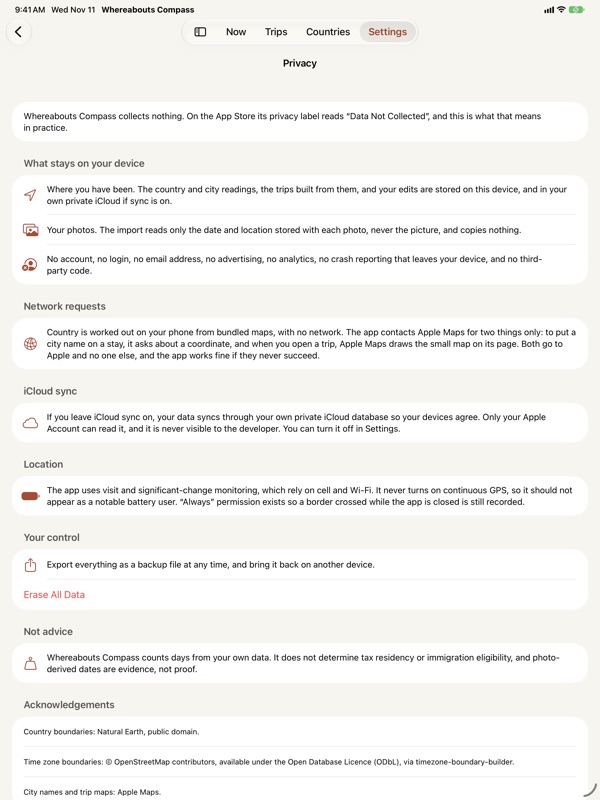 9:41 AM Wed Nov 11 Whereabouts Compass
Now Trips Countries Settings
Privacy
Whereabouts Compass collects nothing. On the App Store its privacy label reads “Data Not Collected”, and this is what that means
in practice.
What stays on your device
Where you have been. The country and city readings, the trips built from them, and your edits are stored on this device, and in your
own private iCloud if sync is on.
Your photos. The import reads only the date and location stored with each photo, never the picture, and copies nothing.
No account, no login, no email address, no advertising, no analytics, no crash reporting that leaves your device, and no third-
party code.
Network requests
Country is worked out on your phone from bundled maps, with no network. The app contacts Apple Maps for two things only: to put a
city name on a stay, it asks about a coordinate, and when you open a trip, Apple Maps draws the small map on its page. Both go to
Apple and no one else, and the app works fine if they never succeed.
iCloud sync
If you leave iCloud sync on, your data syncs through your own private iCloud database so your devices agree. Only your Apple
Account can read it, and it is never visible to the developer. You can turn it off in Settings.
Location
The app uses visit and significant-change monitoring, which rely on cell and Wi-Fi. It never turns on continuous GPS, so it should not
appear as a notable battery user. “Always” permission exists so a border crossed while the app is closed is still recorded.
Your control
Export everything as a backup file at any time, and bring it back on another device.
Erase All Data
Not advice
Whereabouts Compass counts days from your own data. It does not determine tax residency or immigration eligibility, and photo-
derived dates are evidence, not proof.
Acknowledgements
Country boundaries: Natural Earth, public domain.
Time zone boundaries: © OpenStreetMap contributors, available under the Open Database Licence (ODbL), via timezone-boundary-builder.
City names and trip maps: Apple Maps.